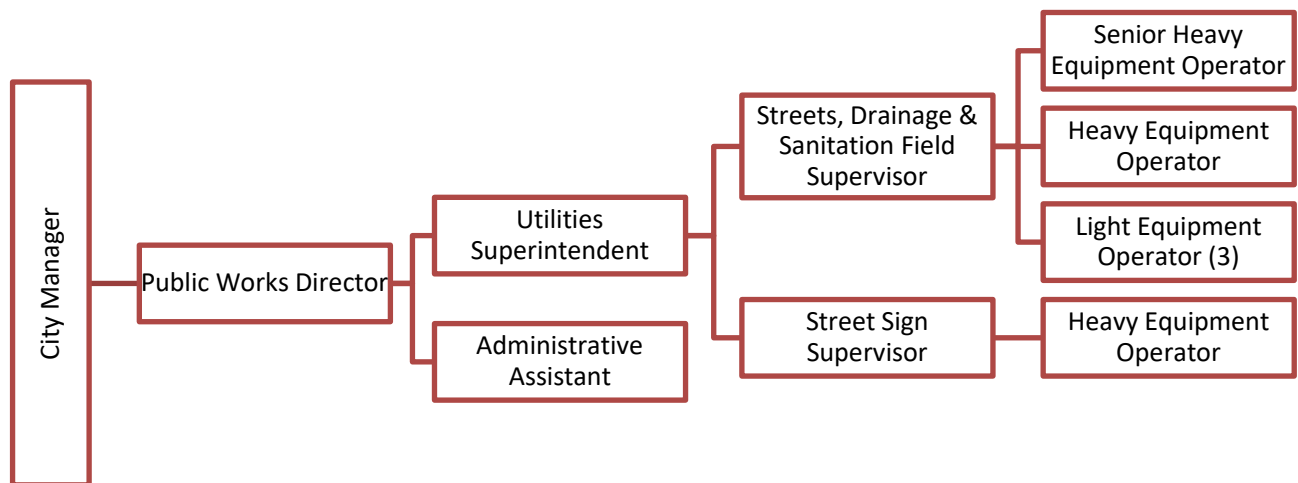 City Manager
Public Works Director
Utilities
Superintendent
Administrative
Assistant
Streets, Drainage &
Sanitation Field
Supervisor
Street Sign
Supervisor
Senior Heavy
Equipment Operator
Heavy Equipment
Operator
Light Equipment
Operator (3)
Heavy Equipment
Operator